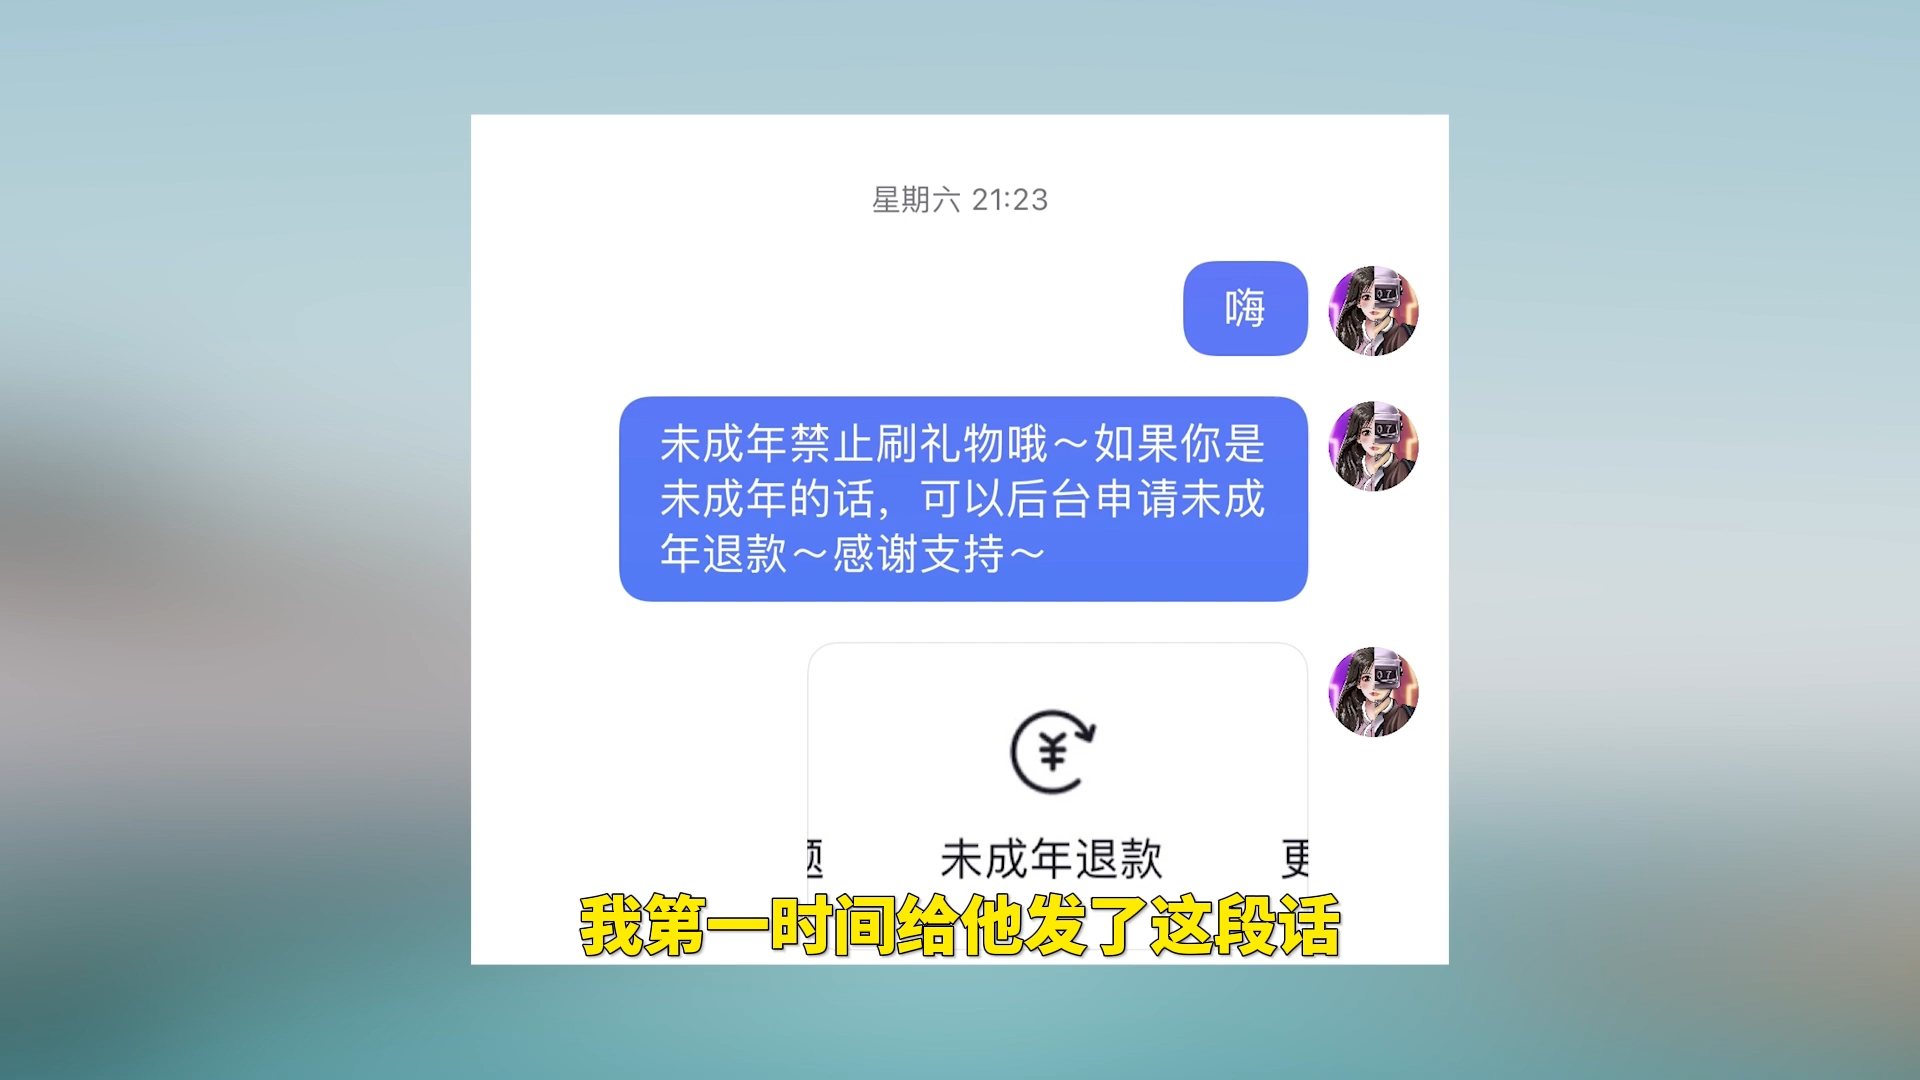 星期六 21:23
嗨
未成年禁止刷礼物哦～如果你是
未成年的话，可以后台申请未成
年退款～感谢支持～
¥
题 未成年退款 更
我第一时间给他发了这段话